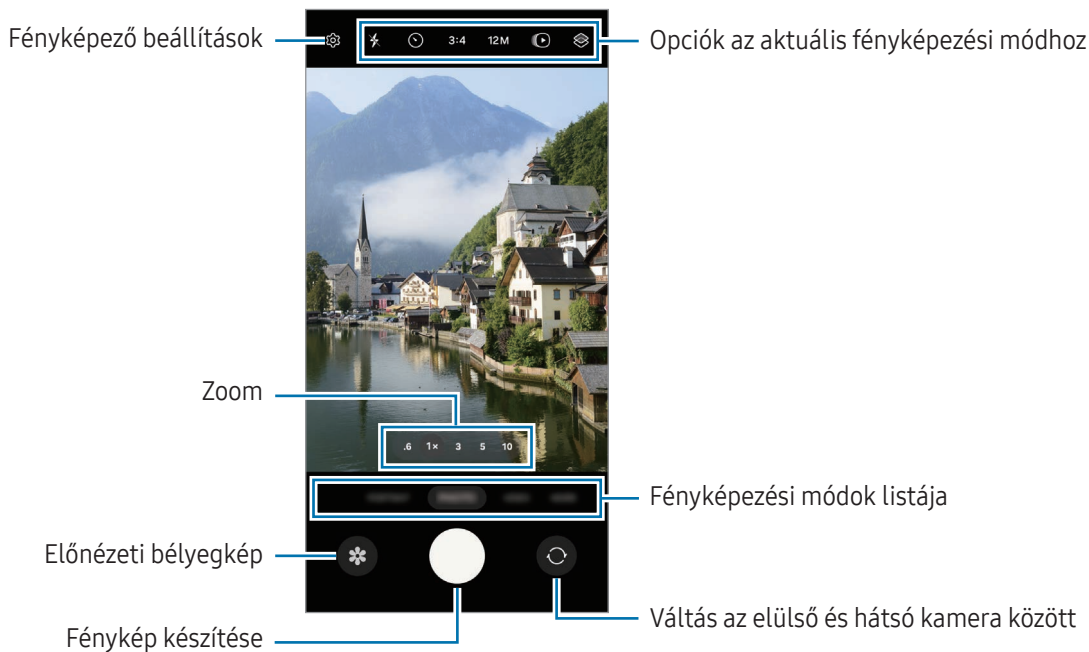 Fényképező beállítások
3:4
12M
Opciók az aktuális fényképezési módhoz
Zoom
.6 1× 3 5 10
Fényképezési módok listája
Előnézeti bélyegkép
Váltás az elülső és hátsó kamera között
Fénykép készítése